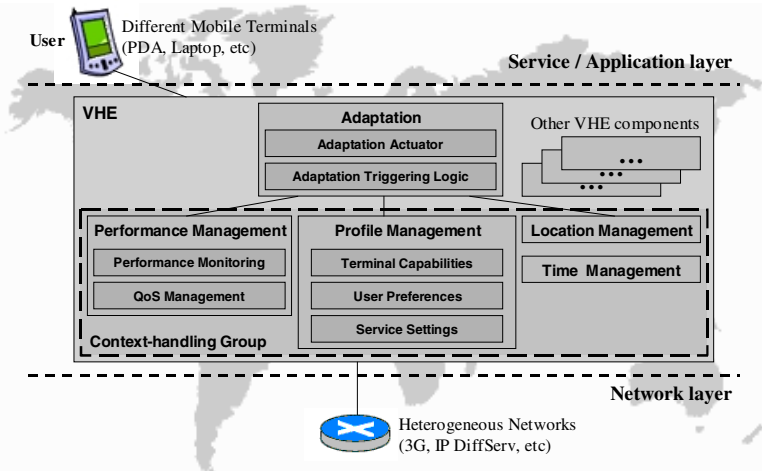 User
Different Mobile Terminals
(PDA, Laptop, etc)
Service / Application layer
VHE
Adaptation
Adaptation Actuator
Adaptation Triggering Logic
Other VHE components
•••
•••
•••
Performance Management
Performance Monitoring
QoS Management
Profile Management
Terminal Capabilities
User Preferences
Service Settings
Location Management
Time Management
Context-handling Group
Network layer
Heterogeneous Networks
(3G, IP DiffServ, etc)